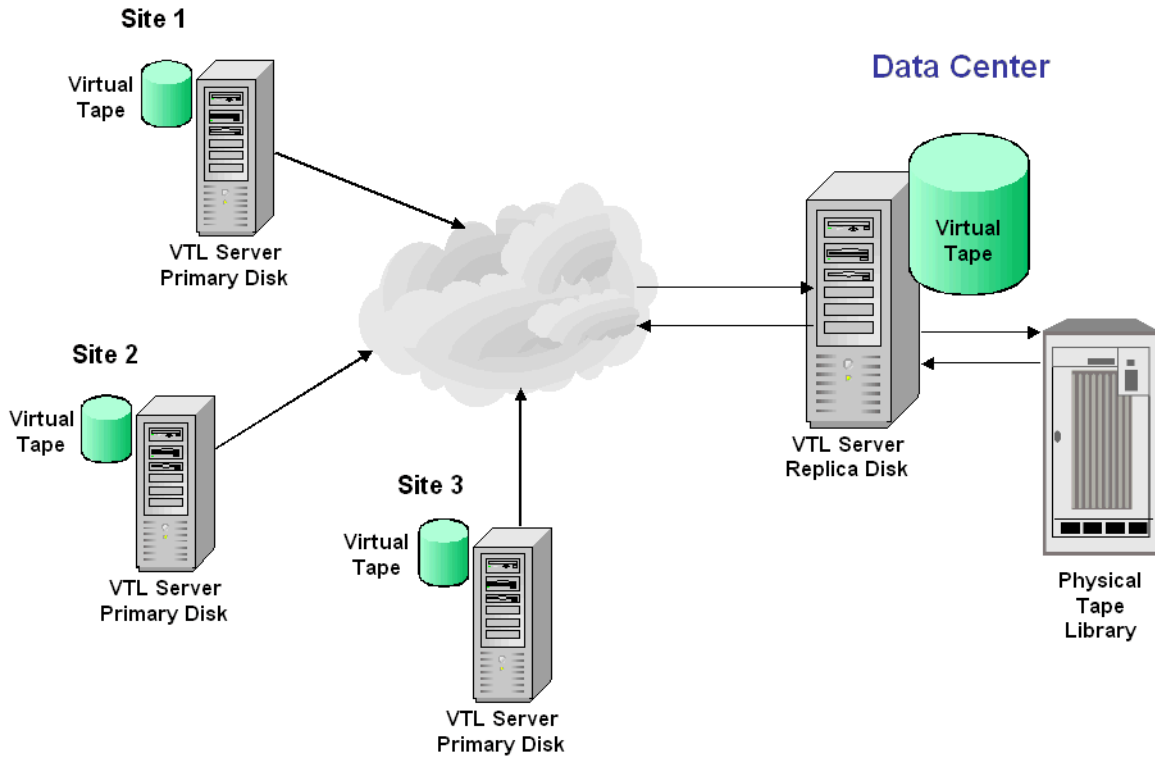 Site 1
Virtual
Tape
VTL Server
Primary Disk
Data Center
Virtual
Tape
VTL Server
Replica Disk
Site 2
Virtual
Tape
VTL Server
Primary Disk
Site 3
Virtual
Tape
VTL Server
Primary Disk
Physical
Tape
Library